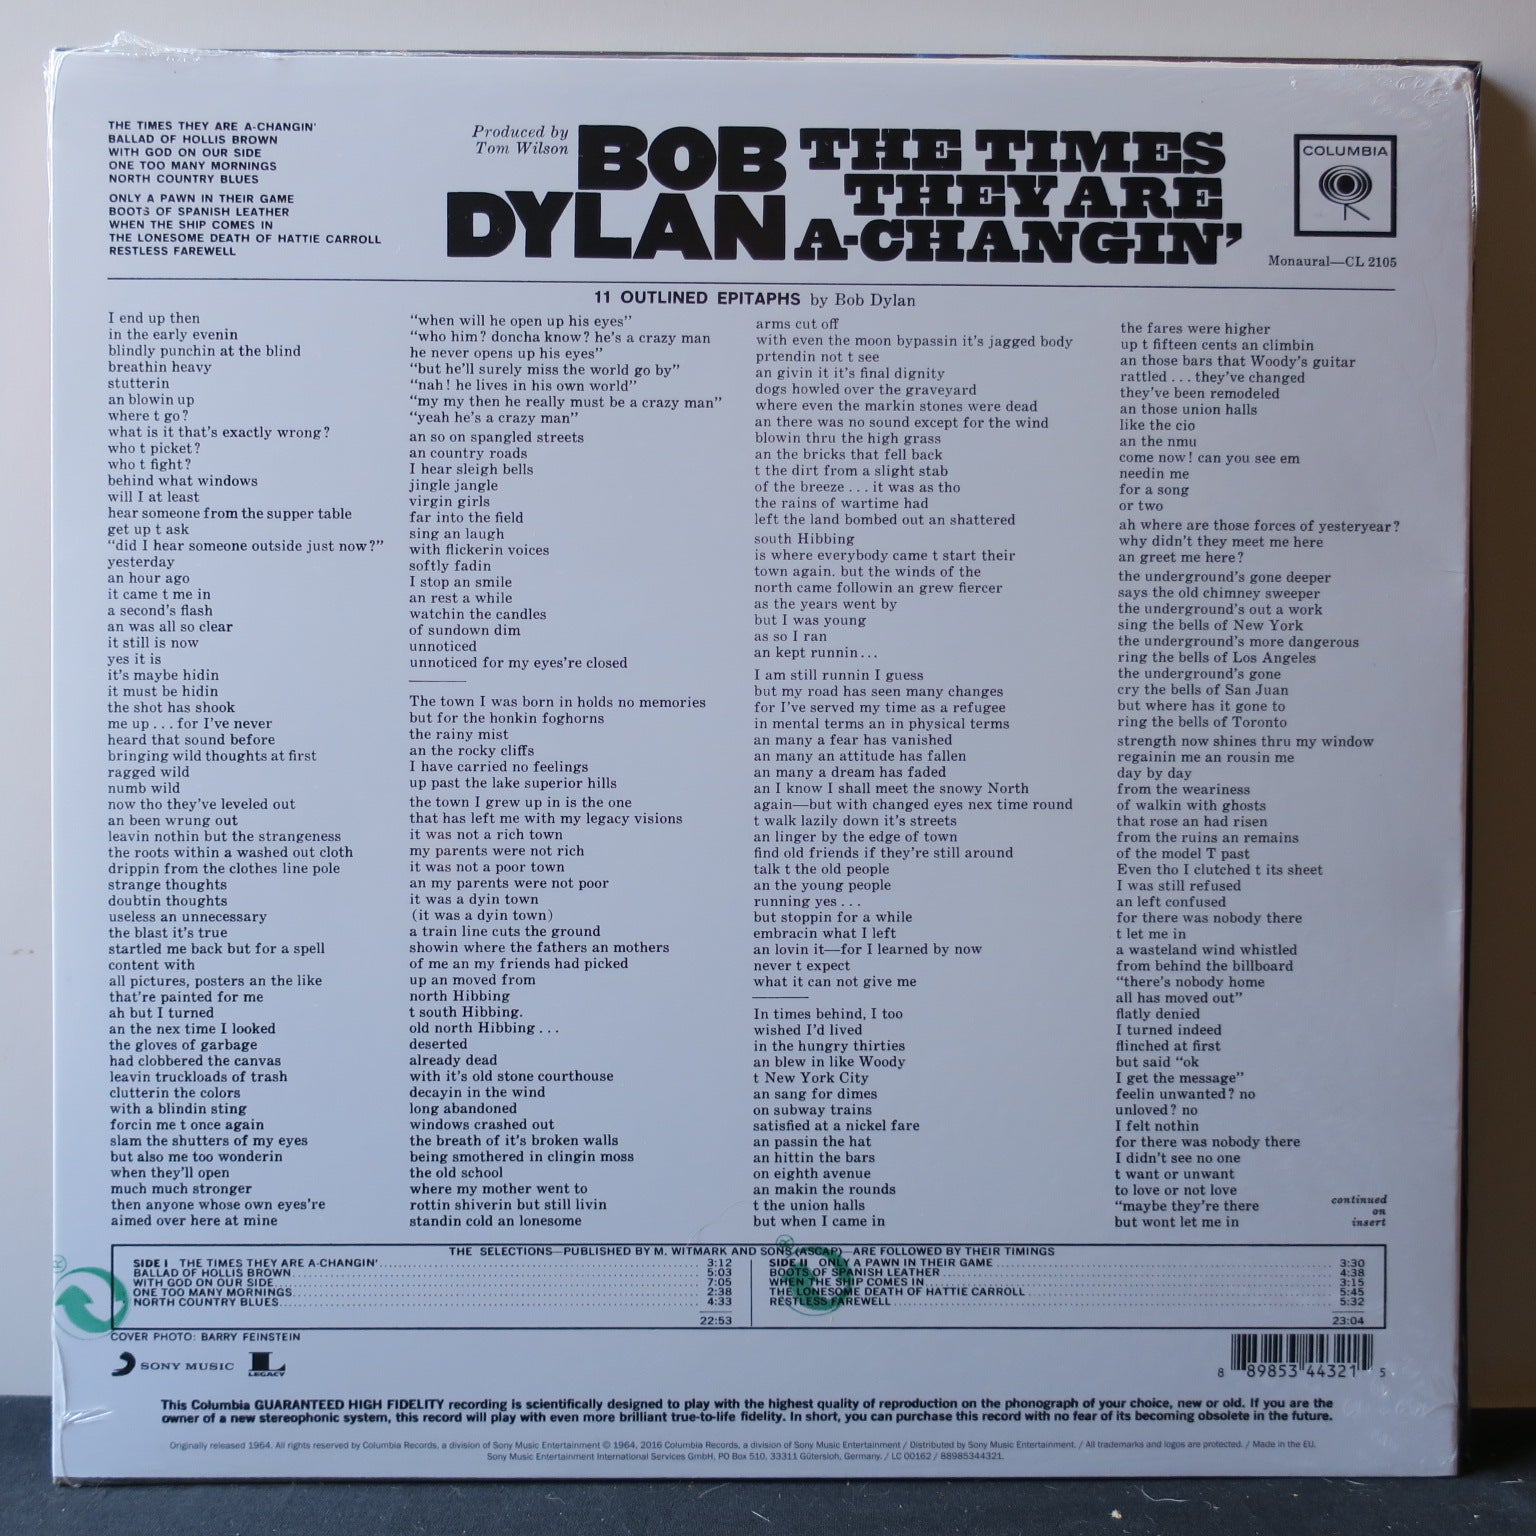 THE TIMES THEY ARE A-CHANGIN'
BALLAD OF HOLLIS BROWN
WITH GOD ON OUR SIDE
ONE TOO MANY MORNINGS
NORTH COUNTRY BLUES
ONLY A PAWN IN THEIR GAME
BOOTS OF SPANISH LEATHER
WHEN THE SHIP COMES IN
THE LONESOME DEATH OF HATTIE CARROLL
RESTLESS FAREWELL
Produced by
Tom Wilson
BOB
DYLAN
THE TIMES
THEY ARE
A-CHANGIN'
COLUMBIA
Monaural—CL 2105
11 OUTLINED EPITAPHS by Bob Dylan
I end up then
in the early evenin
blindly punchin at the blind
breathin heavy
stutterin
an blowin up
where t go?
what is it that's exactly wrong?
who t picket?
who t fight?
behind what windows
will I at least
hear someone from the supper table
get up t ask
"did I hear someone outside just now?"
yesterday
an hour ago
it came t me in
a second's flash
an was all so clear
it still is now
yes it is
it's maybe hidin
it must be hidin
the shot has shook
me up . . . for I've never
heard that sound before
bringing wild thoughts at first
ragged wild
numb wild
now tho they've leveled out
an been wrung out
leavin nothin but the strangeness
the roots within a washed out cloth
drippin from the clothes line pole
strange thoughts
doubtin thoughts
useless an unnecessary
the blast it's true
startled me back but for a spell
content with
all pictures, posters an the like
that're painted for me
ah but I turned
an the nex time I looked
the gloves of garbage
had clobbered the canvas
leavin truckloads of trash
clutterin the colors
with a blindin sting
forcin me t once again
slam the shutters of my eyes
but also me too wonderin
when they'll open
much much stronger
then anyone whose own eyes're
aimed over here at mine
"when will he open up his eyes"
"who him? doncha know? he's a crazy man
he never opens up his eyes"
"but he'll surely miss the world go by"
"nah! he lives in his own world"
"my my then he really must be a crazy man"
"yeah he's a crazy man"
an so on spangled streets
an country roads
I hear sleigh bells
jingle jangle
virgin girls
far into the field
sing an laugh
with flickerin voices
softly fadin
I stop an smile
an rest a while
watchin the candles
of sundown dim
unnoticed
unnoticed for my eyes're closed
The town I was born in holds no memories
but for the honkin foghorns
the rainy mist
an the rocky cliffs
I have carried no feelings
up past the lake superior hills
the town I grew up in is the one
that has left me with my legacy visions
it was not a rich town
my parents were not rich
it was not a poor town
an my parents were not poor
it was a dyin town
(it was a dyin town)
a train line cuts the ground
showin where the fathers an mothers
of me an my friends had picked
up an moved from
north Hibbing
t south Hibbing.
old north Hibbing . . .
deserted
already dead
with it's old stone courthouse
decayin in the wind
long abandoned
windows crashed out
the breath of it's broken walls
being smothered in clingin moss
the old school
where my mother went to
rottin shiverin but still livin
standin cold an lonesome
arms cut off
with even the moon bypassin it's jagged body
prtendin not t see
an givin it it's final dignity
dogs howled over the graveyard
where even the markin stones were dead
an there was no sound except for the wind
blowin thru the high grass
an the bricks that fell back
t the dirt from a slight stab
of the breeze . . . it was as tho
the rains of wartime had
left the land bombed out an shattered
south Hibbing
is where everybody came t start their
town again. but the winds of the
north came followin an grew fiercer
as the years went by
but I was young
as so I ran
an kept runnin . . .
I am still runnin I guess
but my road has seen many changes
for I've served my time as a refugee
in mental terms an in physical terms
an many a fear has vanished
an many an attitude has fallen
an many a dream has faded
an I know I shall meet the snowy North
again—but with changed eyes nex time round
t walk lazily down it's streets
an linger by the edge of town
find old friends if they're still around
talk t the old people
an the young people
running yes . . .
but stoppin for a while
embracin what I left
an lovin it—for I learned by now
never t expect
what it can not give me
In times behind, I too
wished I'd lived
in the hungry thirties
an blew in like Woody
t New York City
an sang for dimes
on subway trains
satisfied at a nickel fare
an passin the hat
an hittin the bars
on eighth avenue
an makin the rounds
t the union halls
but when I came in
the fares were higher
up t fifteen cents an climbin
an those bars that Woody's guitar
rattled . . . they've changed
they've been remodeled
an those union halls
like the cio
an the nmu
come now! can you see em
needin me
for a song
or two
ah where are those forces of yesteryear?
why didn't they meet me here
an greet me here?
the underground's gone deeper
says the old chimney sweeper
the underground's out a work
sing the bells of New York
the underground's more dangerous
ring the bells of Los Angeles
the underground's gone
cry the bells of San Juan
but where has it gone to
ring the bells of Toronto
strength now shines thru my window
regainin me an rousin me
day by day
from the weariness
of walkin with ghosts
that rose an had risen
from the ruins an remains
of the model T past
Even tho I clutched t its sheet
I was still refused
an left confused
for there was nobody there
t let me in
a wasteland wind whistled
from behind the billboard
"there's nobody home
all has moved out"
flatly denied
I turned indeed
flinched at first
but said "ok
I get the message"
feelin unwanted? no
unloved? no
I felt nothin
for there was nobody there
I didn't see no one
t want or unwant
to love or not love
"maybe they're there
but wont let me in
continued
on
insert
THE SELECTIONS—PUBLISHED BY M. WITMARK AND SONS (ASCAP)—ARE FOLLOWED BY THEIR TIMINGS
SIDE I THE TIMES THEY ARE A-CHANGIN' 3:12
BALLAD OF HOLLIS BROWN 5:03
WITH GOD ON OUR SIDE 7:05
ONE TOO MANY MORNINGS 2:38
NORTH COUNTRY BLUES 4:33
22:53
SIDE II ONLY A PAWN IN THEIR GAME 3:30
BOOTS OF SPANISH LEATHER 4:38
WHEN THE SHIP COMES IN 3:15
THE LONESOME DEATH OF HATTIE CARROLL 5:45
RESTLESS FAREWELL 5:32
23:04
COVER PHOTO: BARRY FEINSTEIN
SONY MUSIC
L LEGACY
8 89853 44321 5
This Columbia GUARANTEED HIGH FIDELITY recording is scientifically designed to play with the highest quality of reproduction on the phonograph of your choice, new or old. If you are the
owner of a new stereophonic system, this record will play with even more brilliant true-to-life fidelity. In short, you can purchase this record with no fear of its becoming obsolete in the future.
Originally released 1964. All rights reserved by Columbia Records, a division of Sony Music Entertainment © 1964, 2016 Columbia Records, a division of Sony Music Entertainment / Distributed by Sony Music Entertainment. / All trademarks and logos are protected. / Made in the EU.
Sony Music Entertainment International Services GmbH, PO Box 510, 33311 Gütersloh, Germany. / LC 00162 / 88985344321.